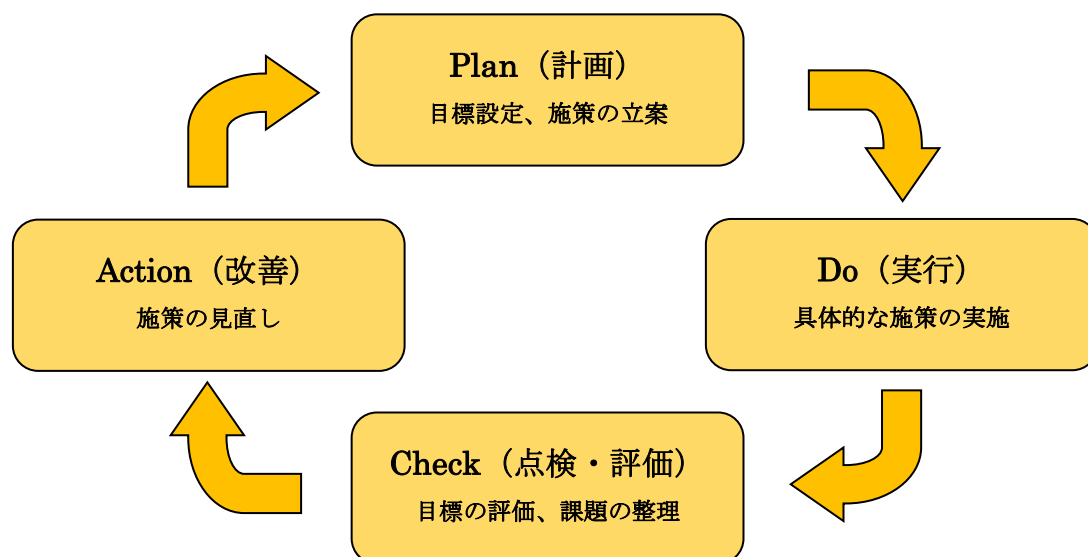 Plan（計画）
目標設定、施策の立案
Action（改善）
施策の見直し
Do（実行）
具体的な施策の実施
Check（点検・評価）
目標の評価、課題の整理